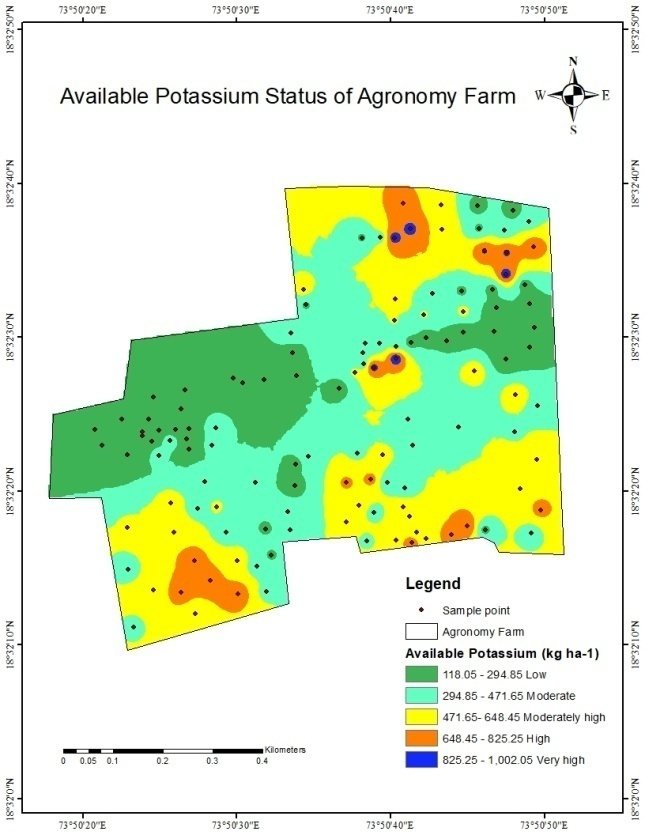 73°50'20"E 73°50'30"E 73°50'40"E 73°50'50"E
18°32'50"N 18°32'50"N
N
Available Potassium Status of Agronomy Farm W E
S
18°32'40"N 18°32'40"N
18°32'30"N 18°32'30"N
18°32'20"N 18°32'20"N
Legend
Sample point
Agronomy Farm
18°32'10"N 18°32'10"N
Available Potassium (kg ha-1)
118.05 - 294.85 Low
294.85 - 471.65 Moderate
471.65- 648.45 Moderately high
648.45 - 825.25 High
825.25 - 1,002.05 Very high
Kilometers
0 0.05 0.1 0.2 0.3 0.4
18°32'0"N 18°32'0"N
73°50'20"E 73°50'30"E 73°50'40"E 73°50'50"E